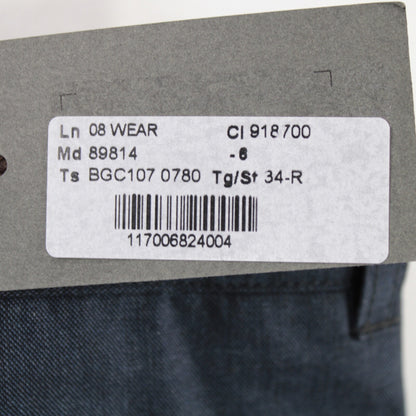 Ln 08 WEAR Cl 918700
Md 89814 -6
Ts BGC107 0780 Tg/St 34-R
117006824004